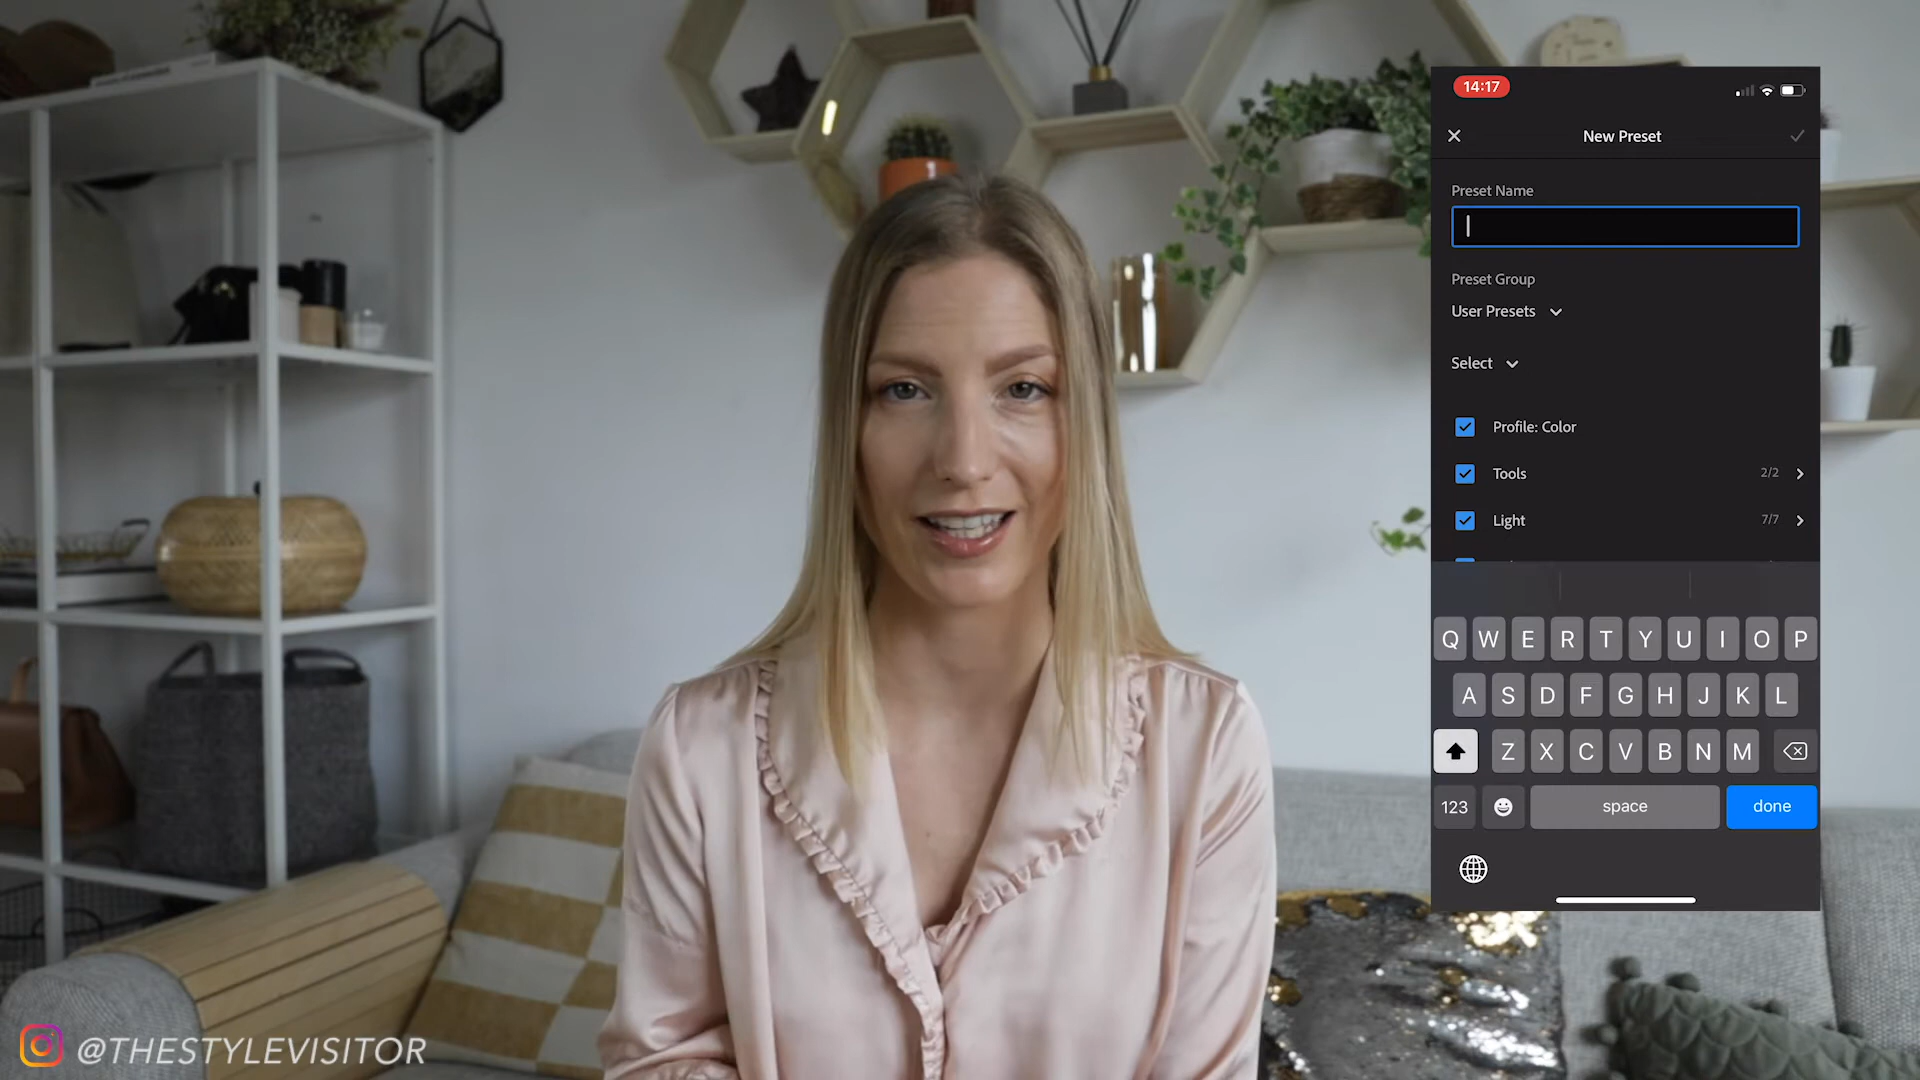 14:17
New Preset
Preset Name
Preset Group
User Presets
Select
Profile: Color
Tools 2/2
Light 7/7
Q W E R T Y U I O P
A S D F G H J K L
Z X C V B N M
123 space done
@THESTYLEVISITOR